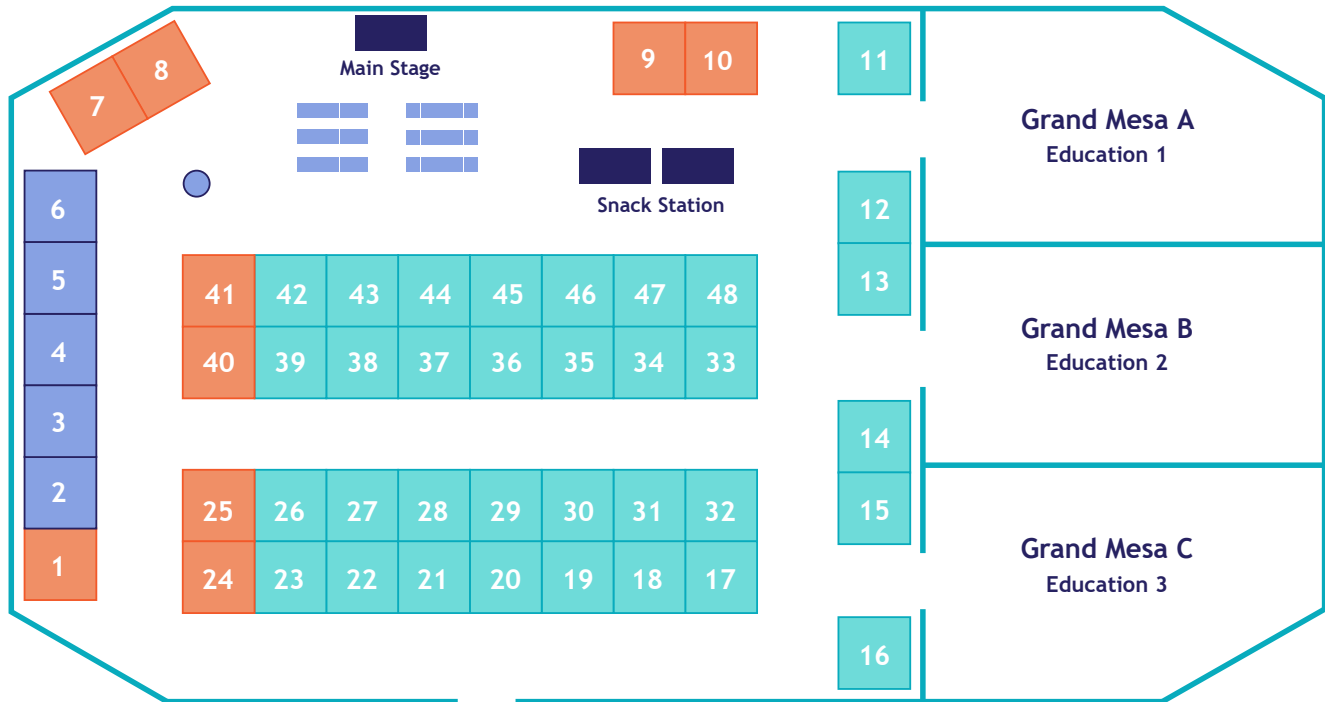 8
7
Main Stage
9 10
11
Grand Mesa A
Education 1
Snack Station
6
5
4
3
2
1
12
13
41 42 43 44 45 46 47 48
40 39 38 37 36 35 34 33
Grand Mesa B
Education 2
14
15
25 26 27 28 29 30 31 32
24 23 22 21 20 19 18 17
Grand Mesa C
Education 3
16